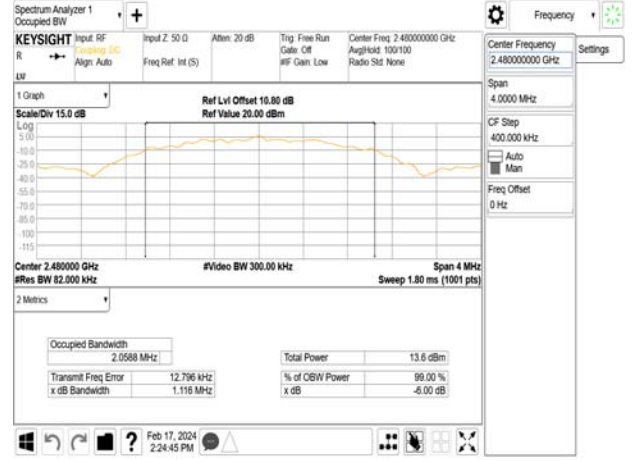 Spectrum Analyzer 1
Occupied BW
Frequency
KEYSIGHT
R
LV
Input: RF
Coupling: DC
Align: Auto
Input Z: 50 Ω
Freq Ref: Int (S)
Atten: 20 dB
Trig: Free Run
Gate: Off
#IF Gain: Low
Center Freq: 2.480000000 GHz
Avg|Hold: 100/100
Radio Std: None
1 Graph
Scale/Div 15.0 dB
Ref Lvl Offset 10.80 dB
Ref Value 20.00 dBm
Log
5.00
-10.0
-25.0
-40.0
-55.0
-70.0
-85.0
-100
-115
Center 2.480000 GHz
#Res BW 82.000 kHz
#Video BW 300.00 kHz
Span 4 MHz
Sweep 1.80 ms (1001 pts)
2 Metrics
Occupied Bandwidth
2.0588 MHz
Transmit Freq Error 12.796 kHz
x dB Bandwidth 1.116 MHz
Total Power 13.6 dBm
% of OBW Power 99.00 %
x dB -6.00 dB
Feb 17, 2024
2:24:45 PM
?
Center Frequency
2.480000000 GHz
Settings
Span
4.0000 MHz
CF Step
400.000 kHz
Auto
Man
Freq Offset
0 Hz